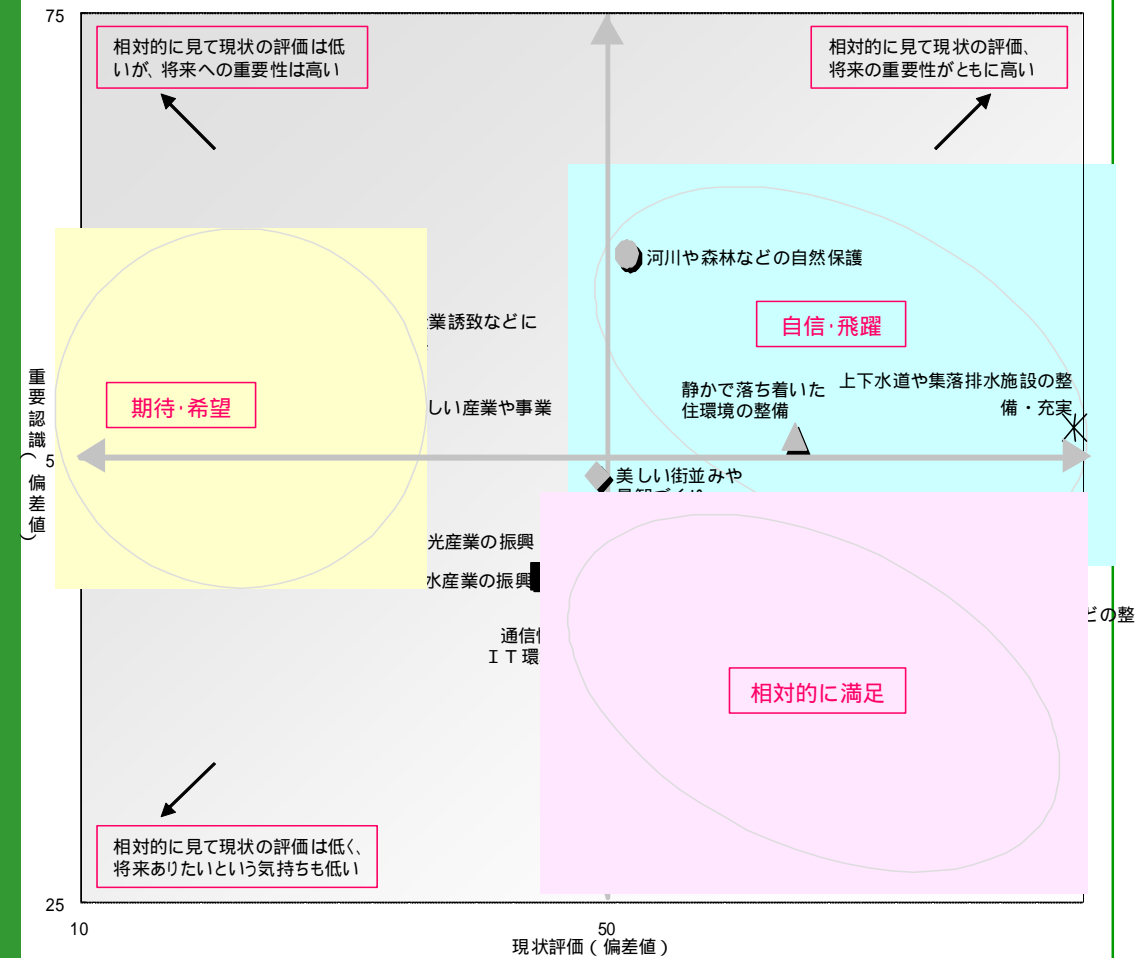 75
相対的に見て現状の評価は低
いが、将来への重要性は高い
相対的に見て現状の評価、
将来の重要性がともに高い
河川や森林などの自然保護
業誘致などに
自信・飛躍
期待・希望
しい産業や事業
静かで落ち着いた
住環境の整備
上下水道や集落排水施設の整
備・充実
重要認識(偏差値)
5
美しい街並みや
光産業の振興
水産業の振興
どの整
通信
IT環
相対的に満足
相対的に見て現状の評価は低く、
将来ありたいという気持ちも低い
25
10
50
現状評価(偏差値)